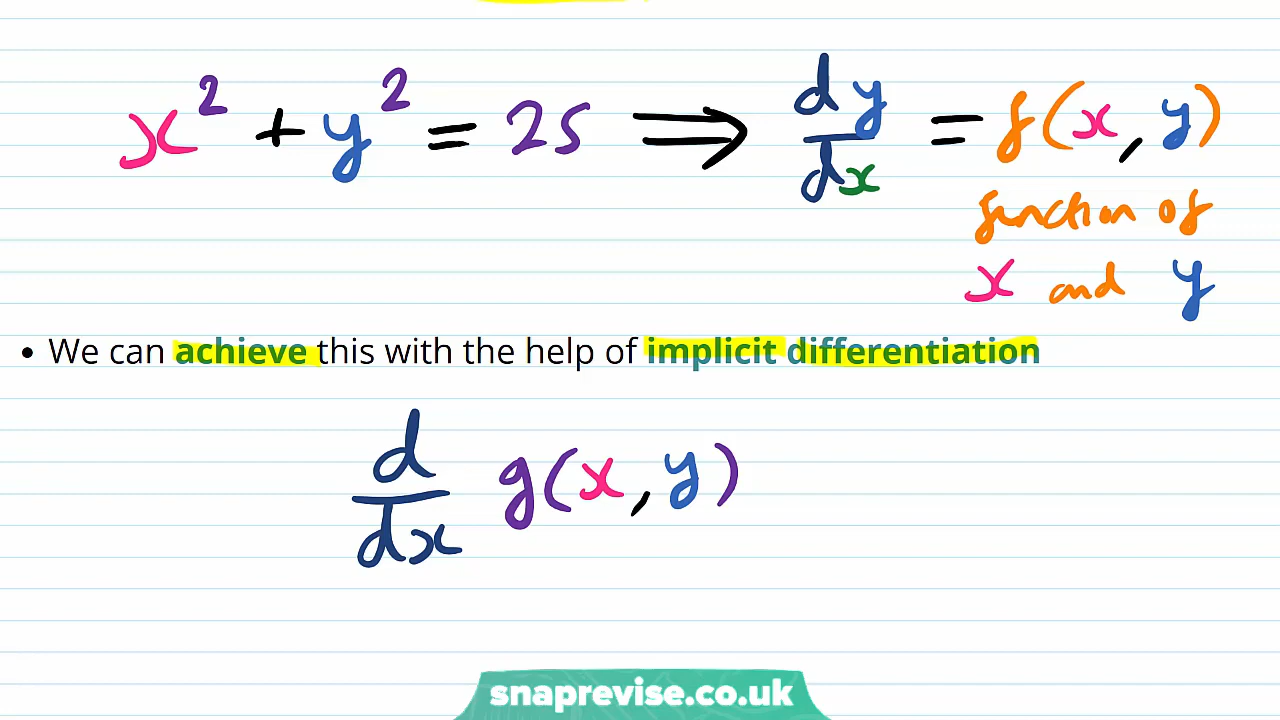 x² + y² = 25 ⟹ dy/dx = f(x, y)
function of
x and y
• We can achieve this with the help of implicit differentiation
d/dx g(x, y)
snaprevise.co.uk